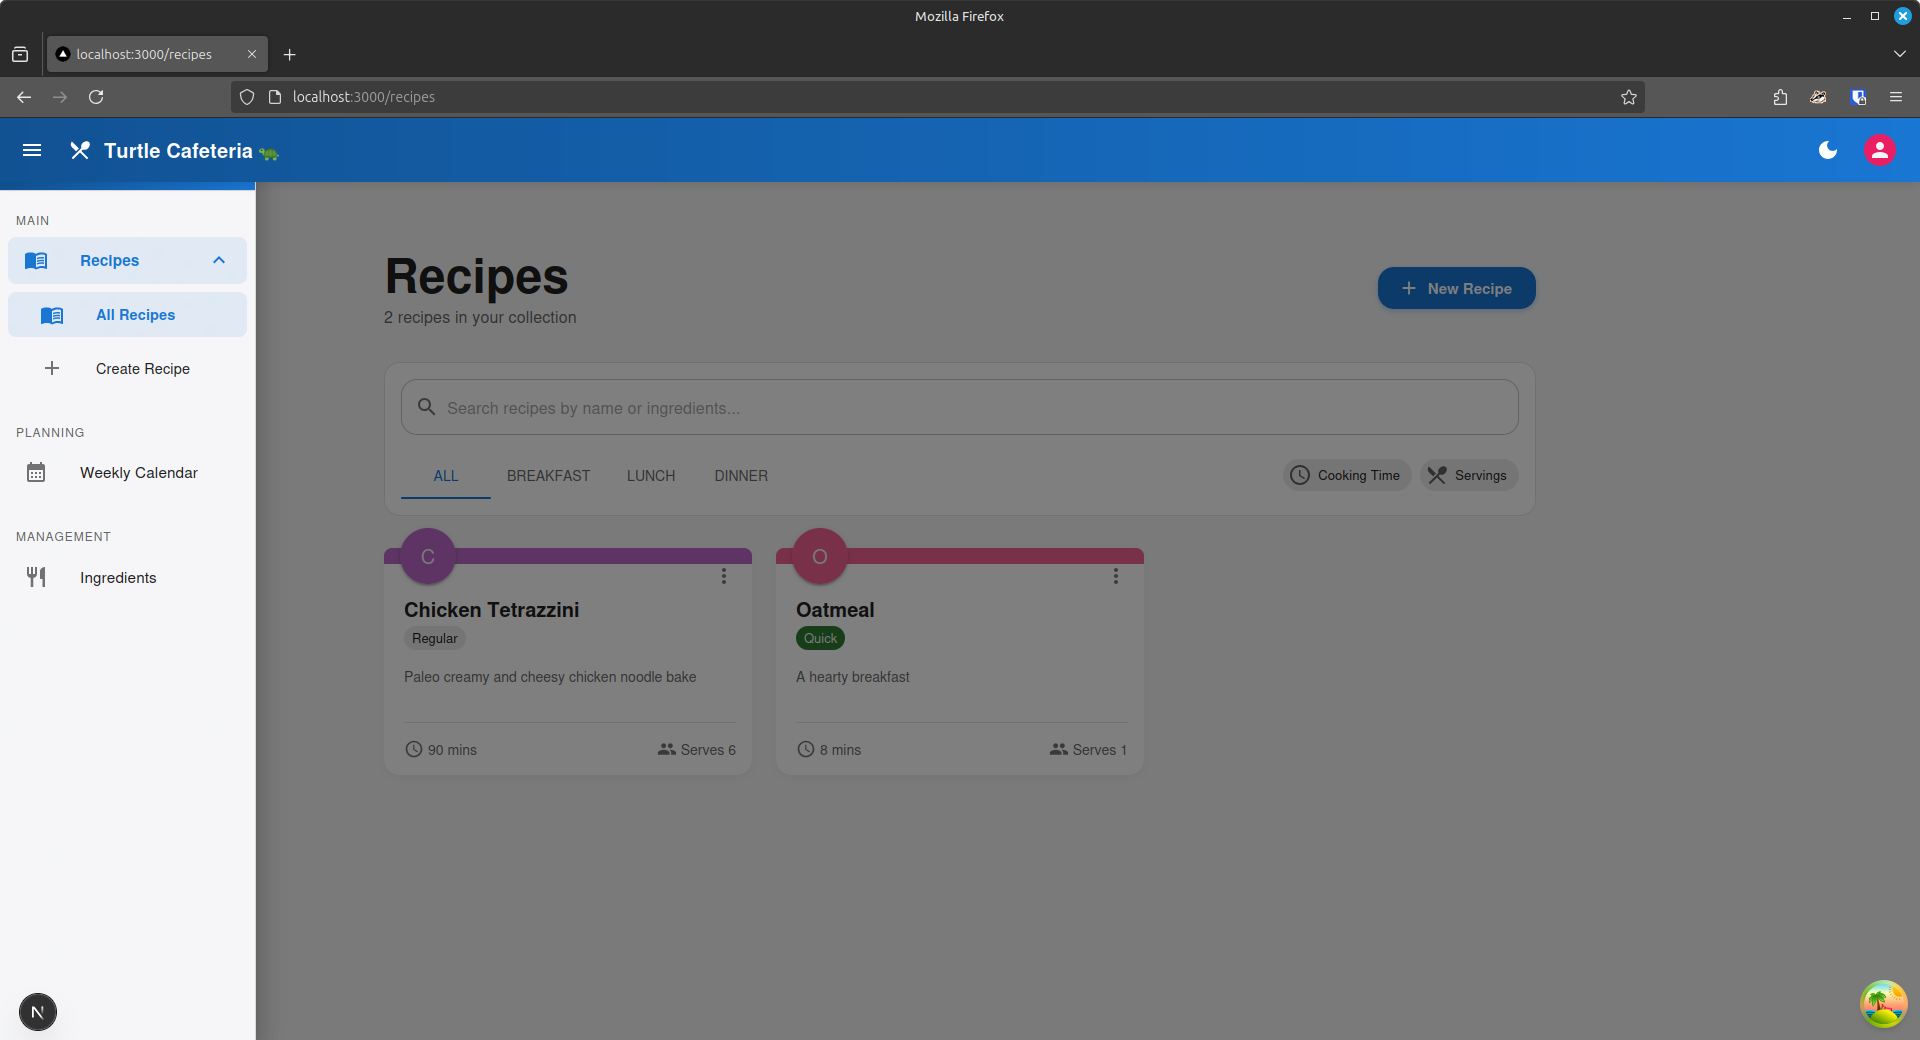 Mozilla Firefox
localhost:3000/recipes
localhost:3000/recipes
Turtle Cafeteria 🐢
MAIN
Recipes
All Recipes
Create Recipe
PLANNING
Weekly Calendar
MANAGEMENT
Ingredients
N
Recipes
2 recipes in your collection
New Recipe
Search recipes by name or ingredients...
ALL BREAKFAST LUNCH DINNER Cooking Time Servings
C
Chicken Tetrazzini
Regular
Paleo creamy and cheesy chicken noodle bake
90 mins Serves 6
O
Oatmeal
Quick
A hearty breakfast
8 mins Serves 1